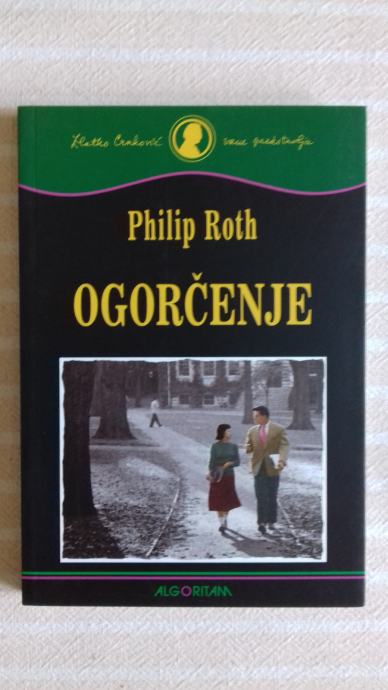 Zlatko Crnković vam predstavlja
Philip Roth
OGORČENJE
ALGORITAM